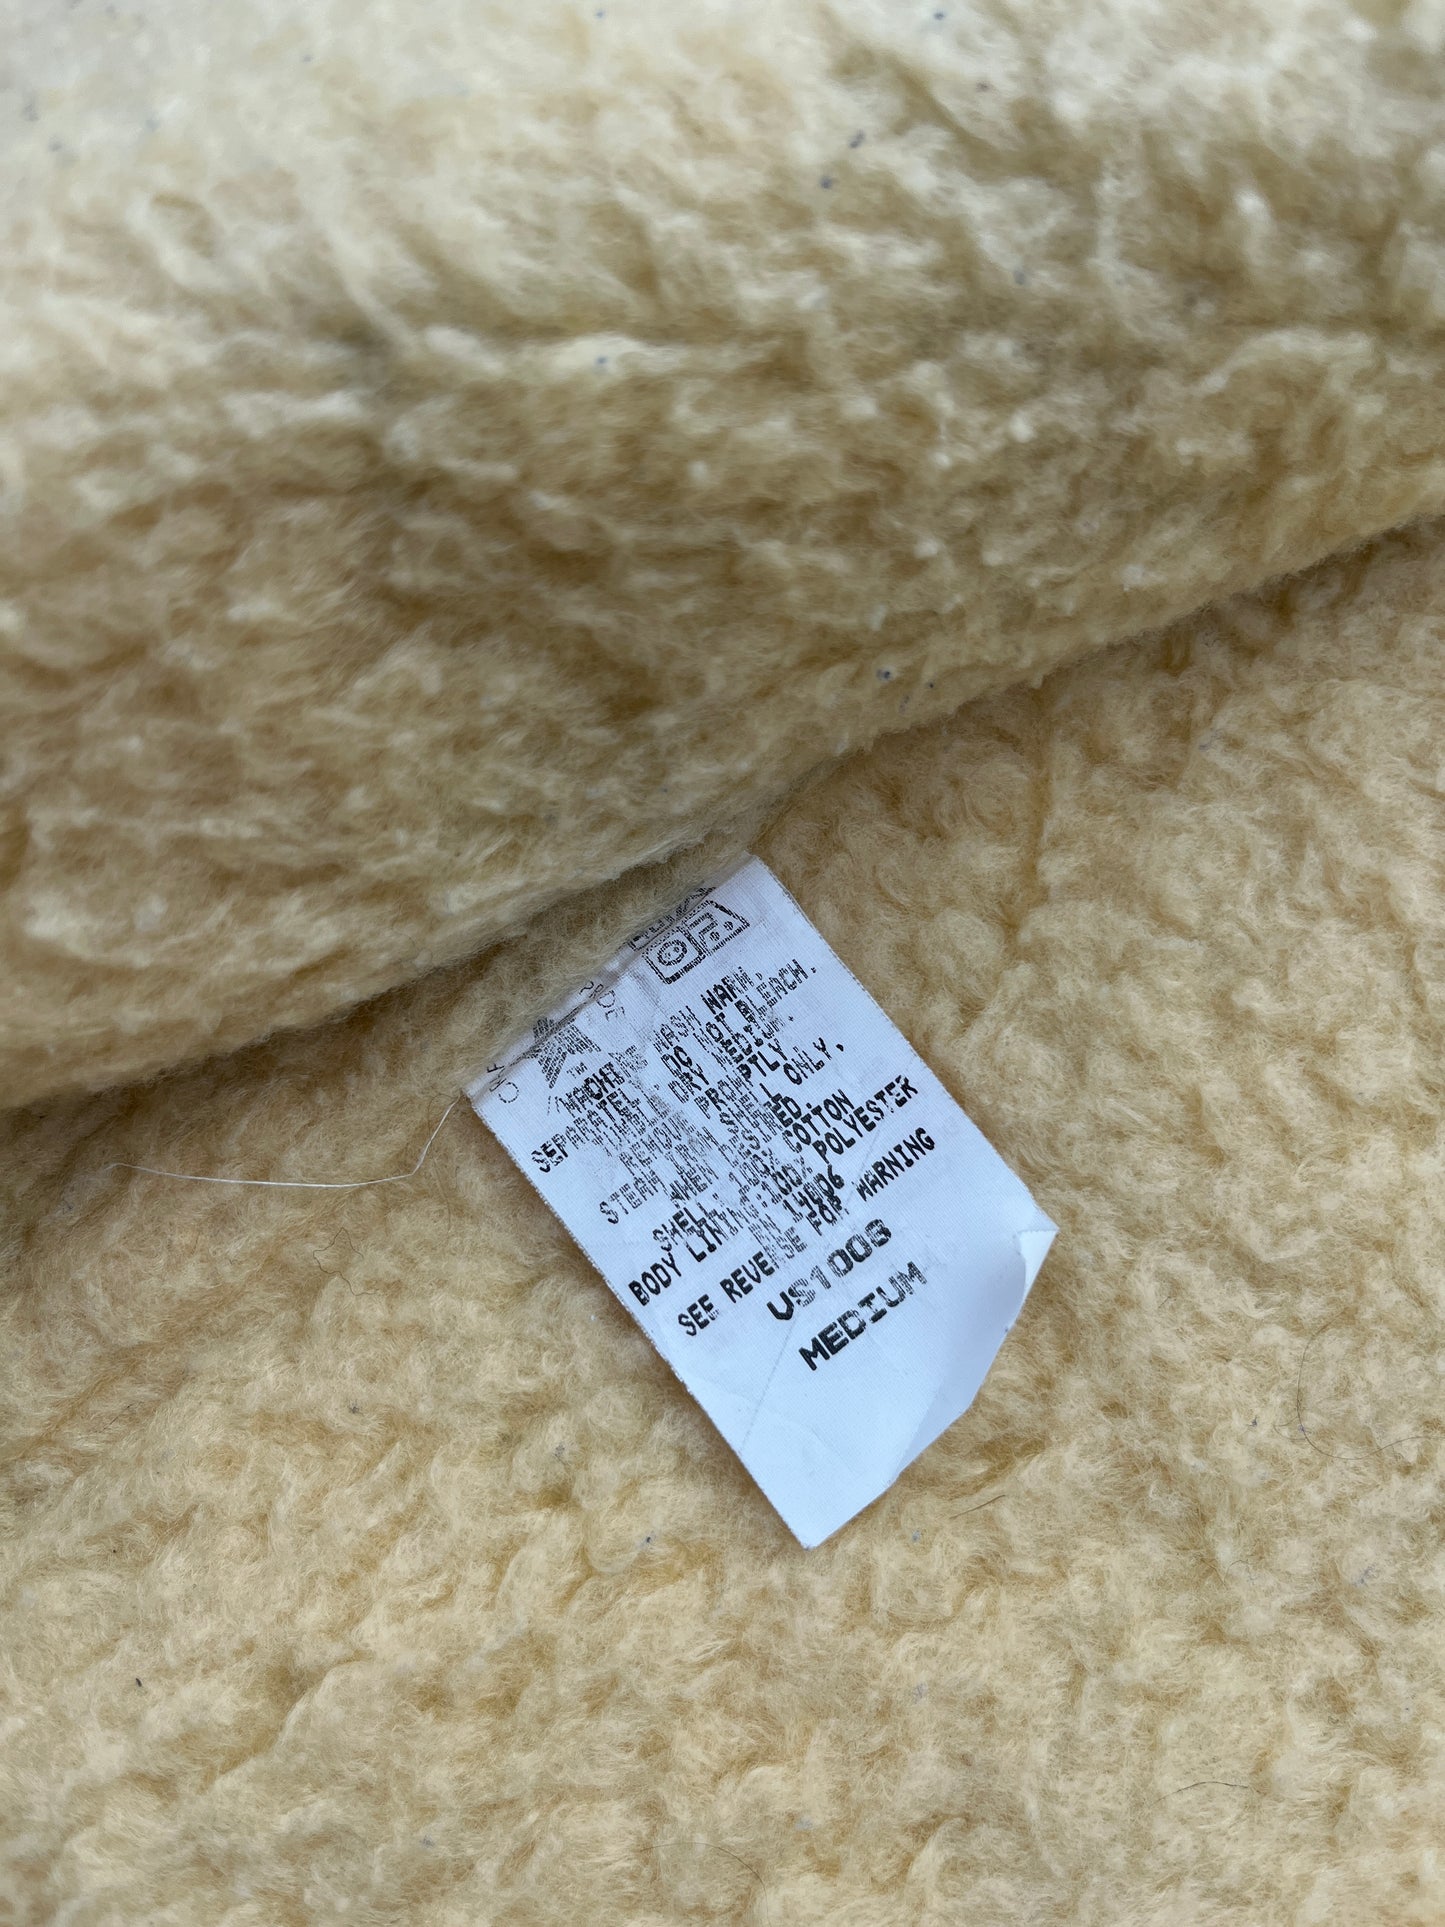 TM
MACHINE WASH WARM.
SEPARATELY. DO NOT BLEACH.
TUMBLE DRY MEDIUM.
REMOVE PROMPTLY.
STEAM IRON SHELL ONLY,
WHEN DESIRED.
SHELL: 100% COTTON
BODY LINING: 100% POLYESTER
RN 14806
SEE REVERSE FOR WARNING
US1008
MEDIUM